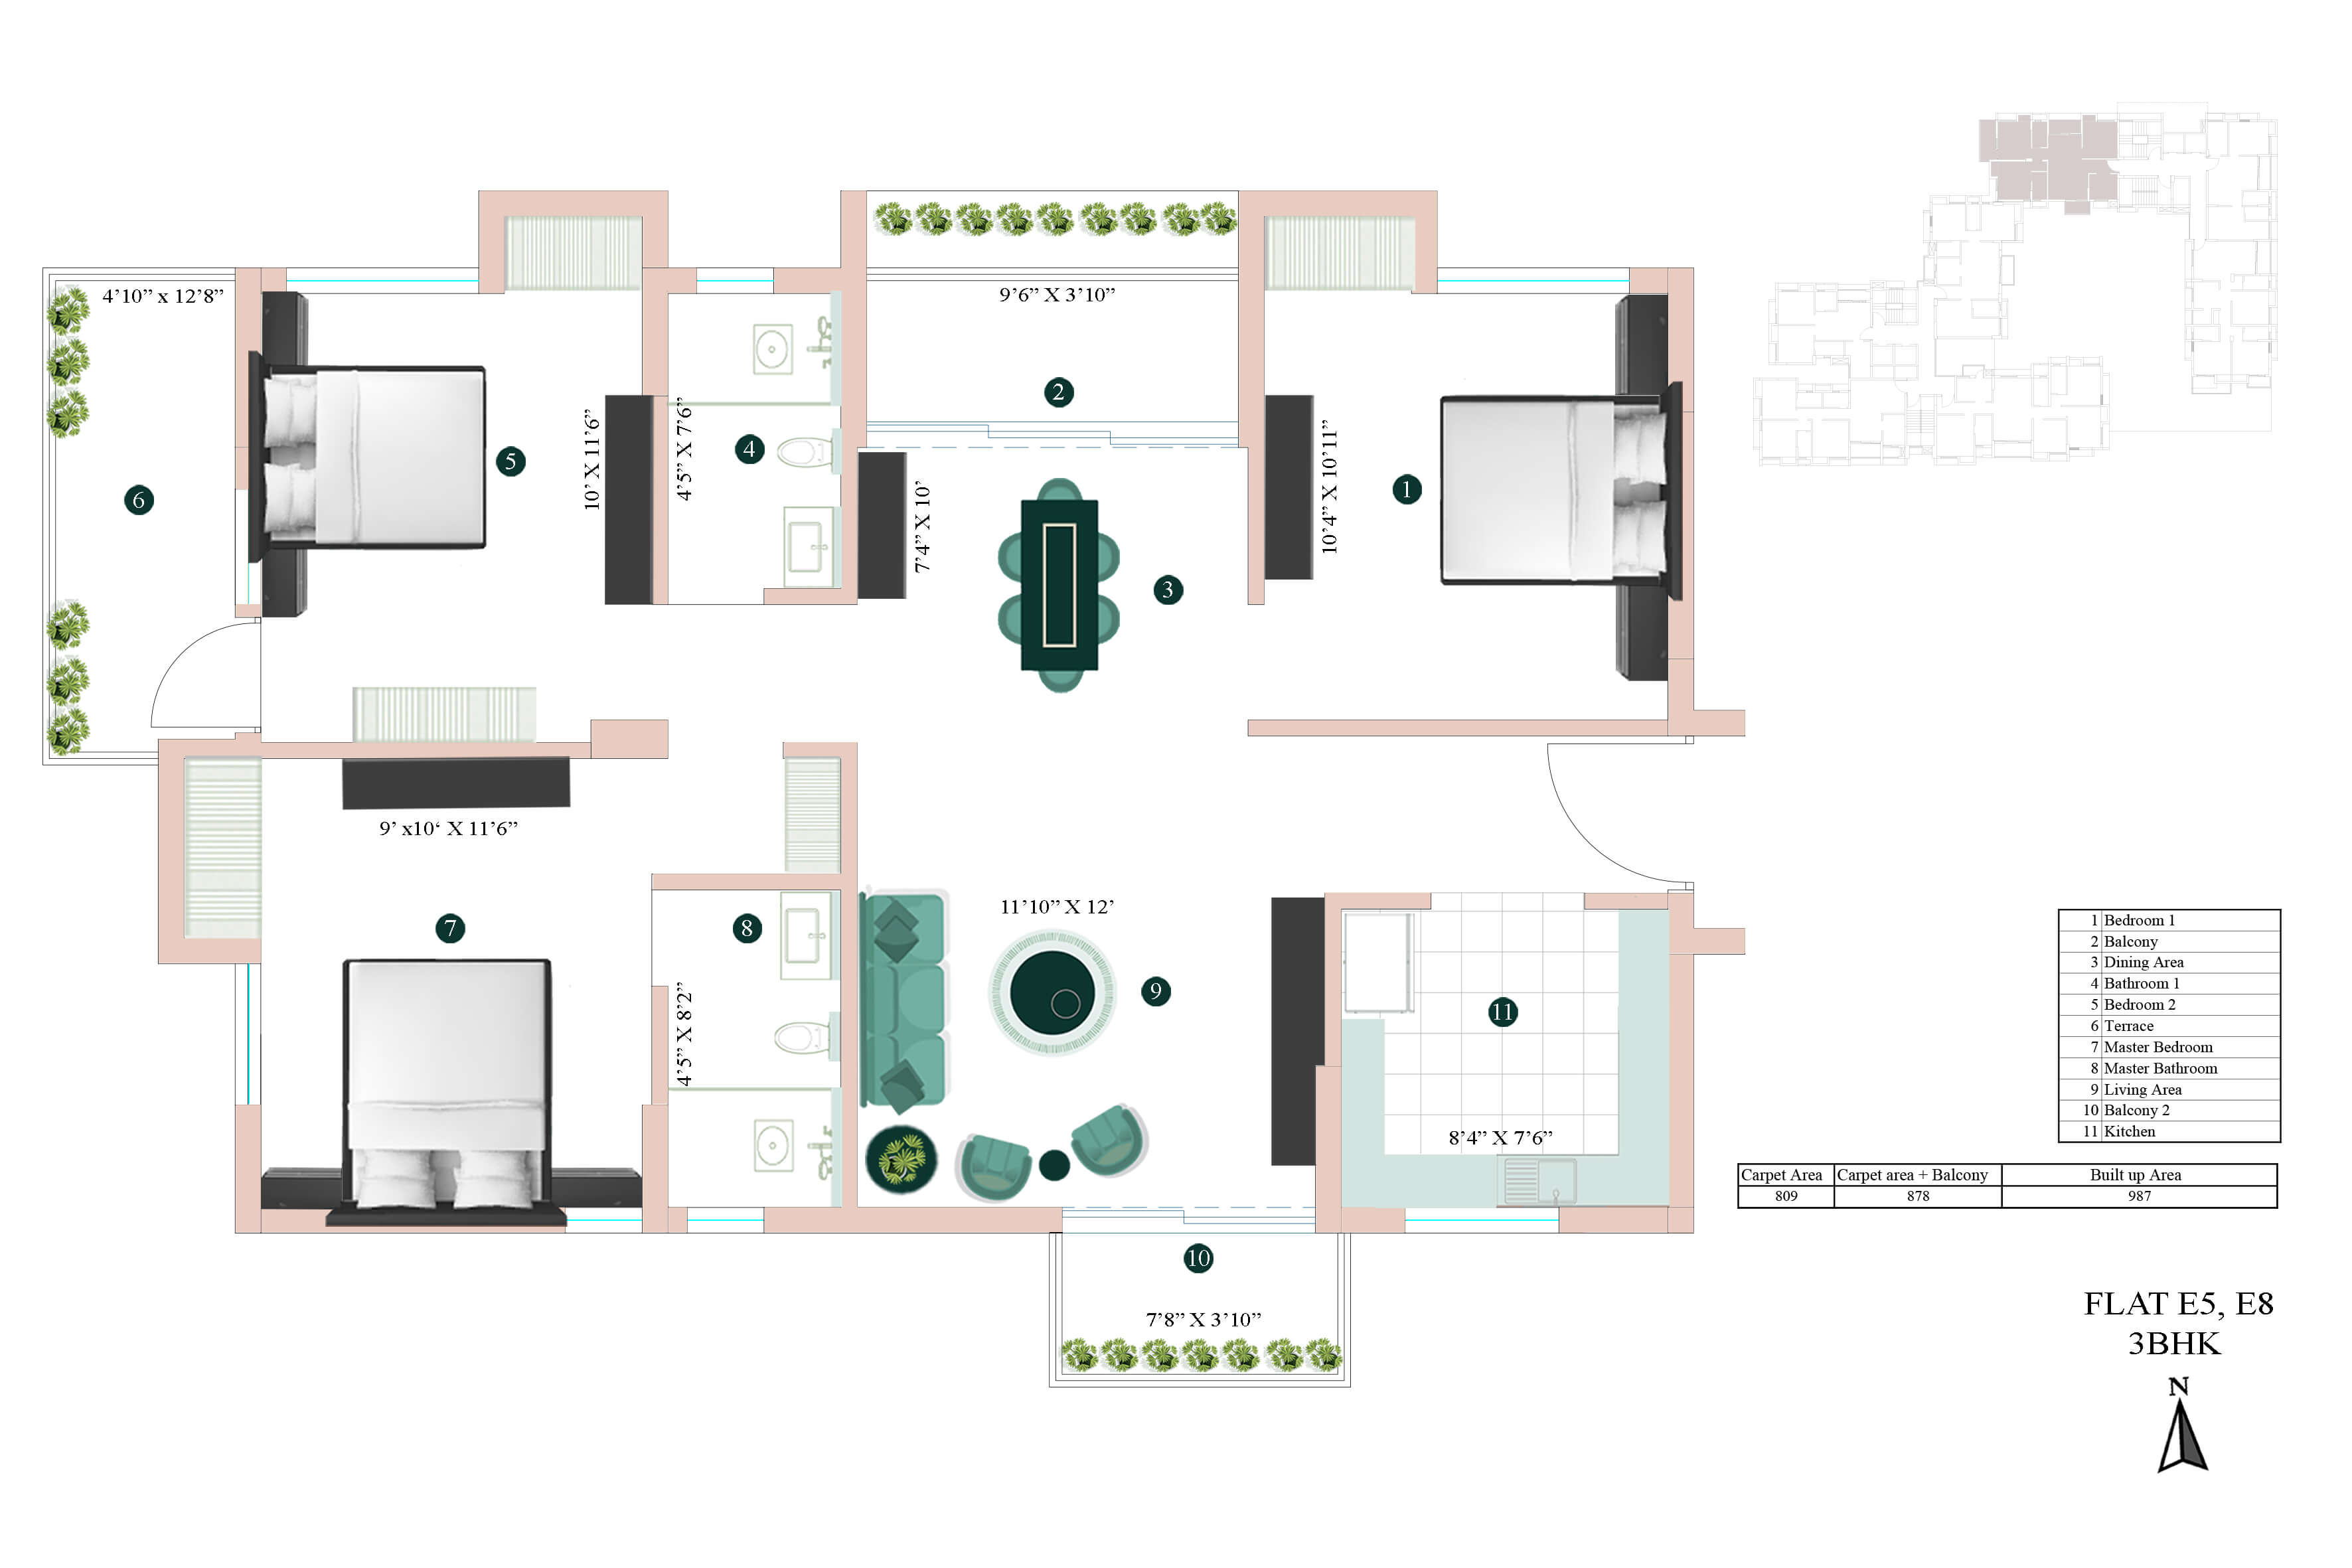 4’10” x 12’8”
9’6” X 3’10”
2
4’5” X 7’6”
4
10’ X 11’6”
5
6
7’4” X 10’
3
10’4” X 10’11”
1
9’ x10‘ X 11’6”
7
8
4’5” X 8’2”
11’10” X 12’
9
11
8’4” X 7’6”
10
7’8” X 3’10”
1 Bedroom 1
2 Balcony
3 Dining Area
4 Bathroom 1
5 Bedroom 2
6 Terrace
7 Master Bedroom
8 Master Bathroom
9 Living Area
10 Balcony 2
11 Kitchen
Carpet Area Carpet area + Balcony Built up Area
809 878 987
FLAT E5, E8
3BHK
N